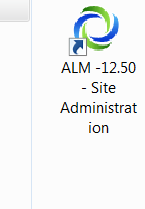 ALM -12.50
- Site
Administrat
ion